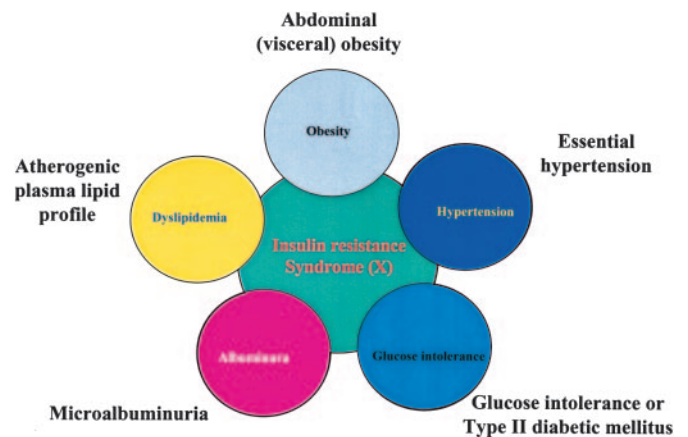 Abdominal
(visceral) obesity
Obesity
Essential
hypertension
Hypertension
Atherogenic
plasma lipid
profile
Dyslipidemia
Insulin resistance
Syndrome (X)
Albuminura
Glucose intolerance
Microalbuminuria
Glucose intolerance or
Type II diabetic mellitus